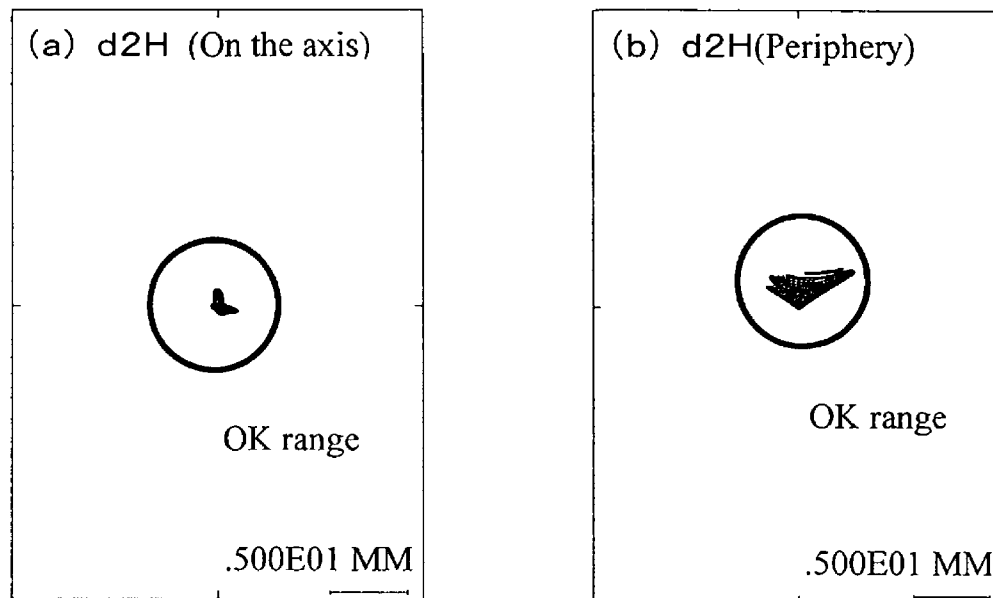 (a) d2H (On the axis)
OK range
.500E01 MM
(b) d2H(Periphery)
OK range
.500E01 MM